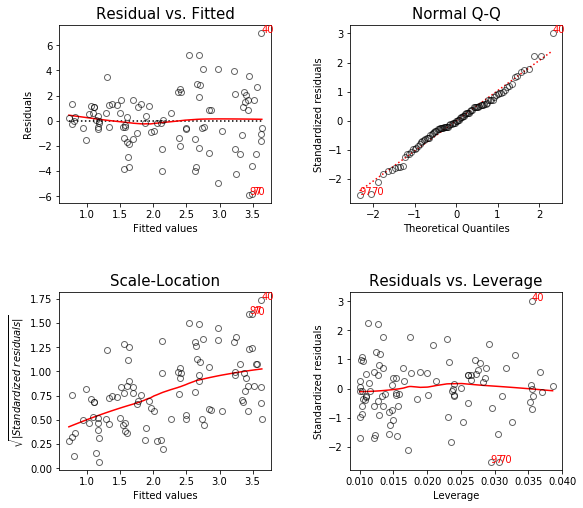 Residual vs. Fitted
40
6
4
2
0
−2
−4
−6
Residuals
70
1.0 1.5 2.0 2.5 3.0 3.5
Fitted values
Normal Q-Q
40
3
2
1
0
−1
−2
Standardized residuals
97 70
−2 −1 0 1 2
Theoretical Quantiles
Scale-Location
40
70
1.75
1.50
1.25
1.00
0.75
0.50
0.25
0.00
√|Standardized residuals|
1.0 1.5 2.0 2.5 3.0 3.5
Fitted values
Residuals vs. Leverage
40
3
2
1
0
−1
−2
Standardized residuals
97 70
0.010 0.015 0.020 0.025 0.030 0.035 0.040
Leverage